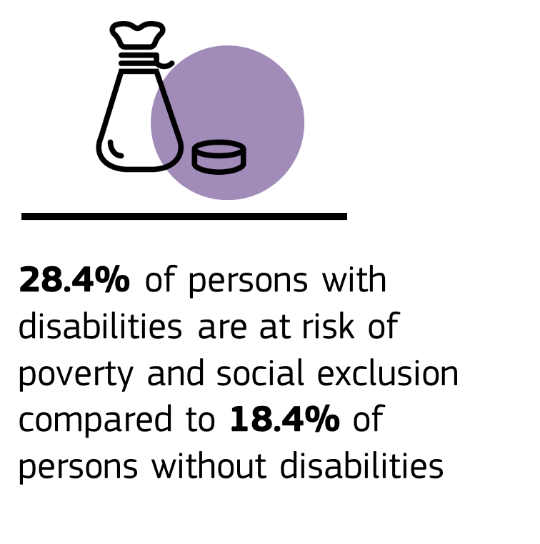 28.4% of persons with
disabilities are at risk of
poverty and social exclusion
compared to 18.4% of
persons without disabilities